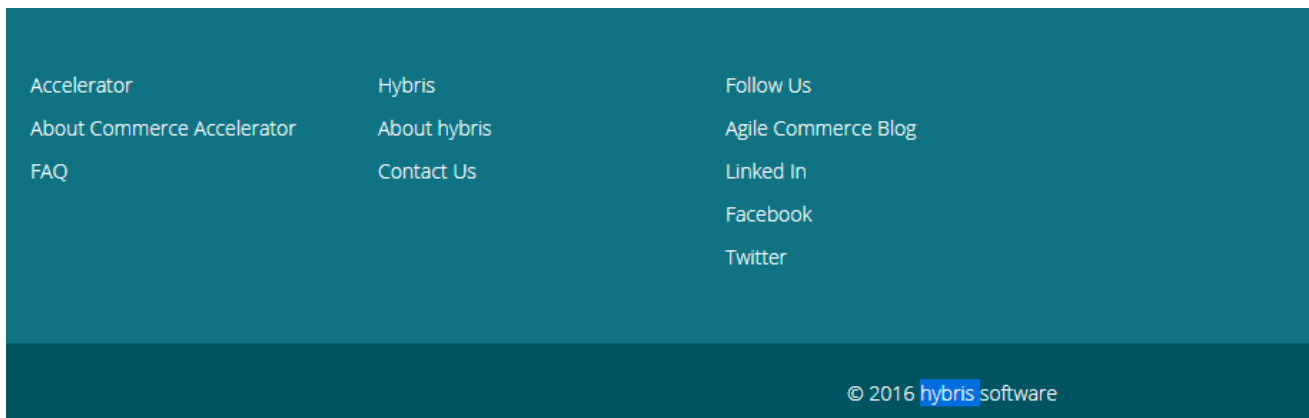 Accelerator
About Commerce Accelerator
FAQ
Hybris
About hybris
Contact Us
Follow Us
Agile Commerce Blog
Linked In
Facebook
Twitter
© 2016 hybris software